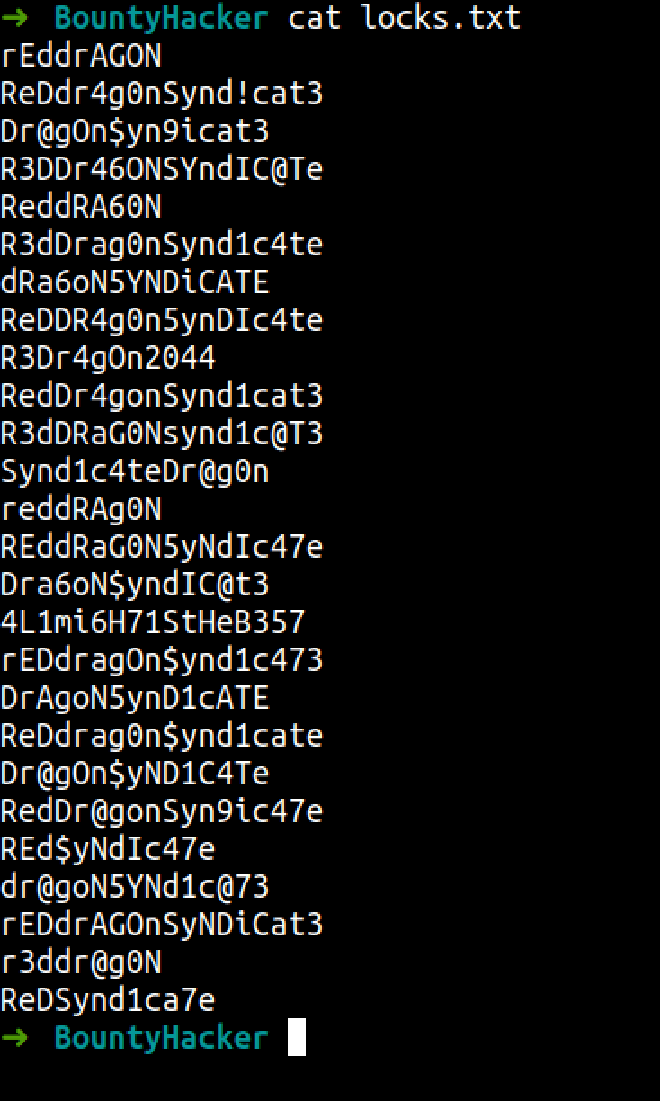 ➜ BountyHacker cat locks.txt
rEddrAGON
ReDdr4g0nSynd!cat3
Dr@gOn$yn9icat3
R3DDr46ONSYndIC@Te
ReddRA60N
R3dDrag0nSynd1c4te
dRa6oN5YNDiCATE
ReDDR4g0n5ynDIc4te
R3Dr4gOn2044
RedDr4gonSynd1cat3
R3dDRaG0Nsynd1c@T3
Synd1c4teDr@g0n
reddRAg0N
REddRaG0N5yNdIc47e
Dra6oN$yndIC@t3
4L1mi6H71StHeB357
rEDdragOn$ynd1c473
DrAgoN5ynD1cATE
ReDdrag0n$ynd1cate
Dr@gOn$yND1C4Te
RedDr@gonSyn9ic47e
REd$yNdIc47e
dr@goN5YNd1c@73
rEDdrAGOnSyNDiCat3
r3ddr@g0N
ReDSynd1ca7e
➜ BountyHacker